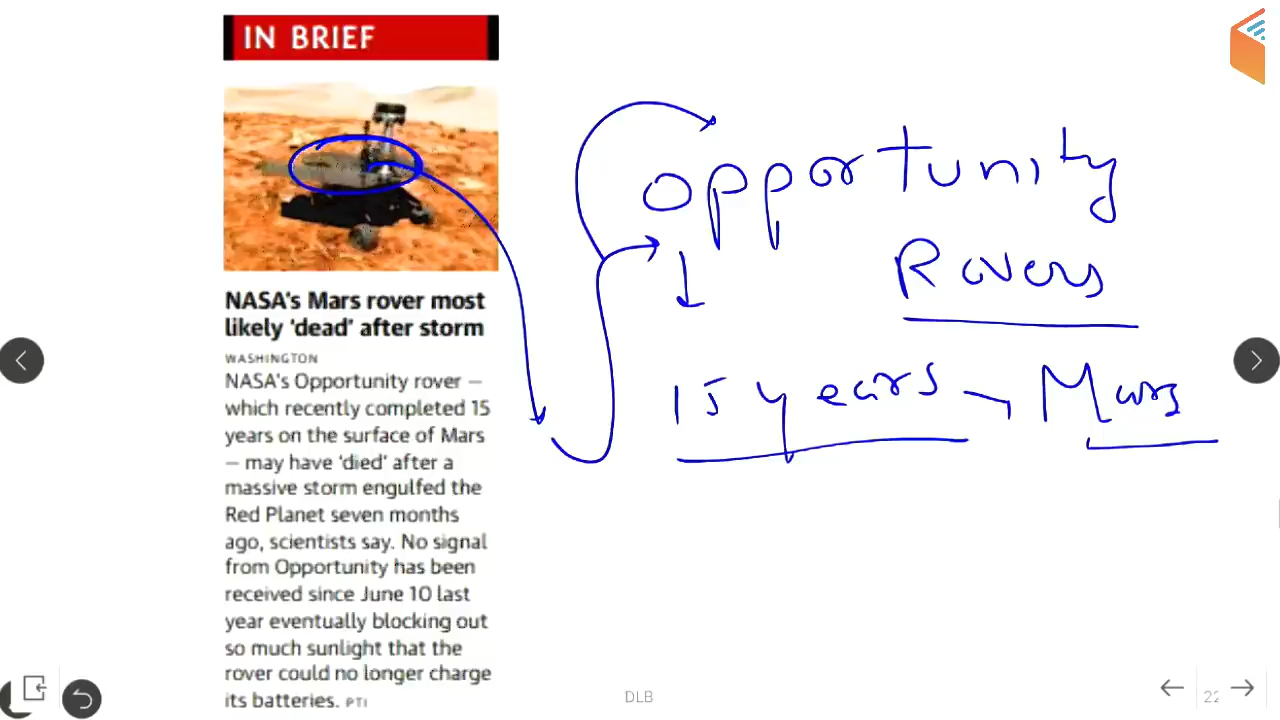 IN BRIEF
NASA's Mars rover most
likely 'dead' after storm
WASHINGTON
NASA's Opportunity rover —
which recently completed 15
years on the surface of Mars
— may have 'died' after a
massive storm engulfed the
Red Planet seven months
ago, scientists say. No signal
from Opportunity has been
received since June 10 last
year eventually blocking out
so much sunlight that the
rover could no longer charge
its batteries. PTI
Opportunity
Rovers
15 years → Mars
DLB
22